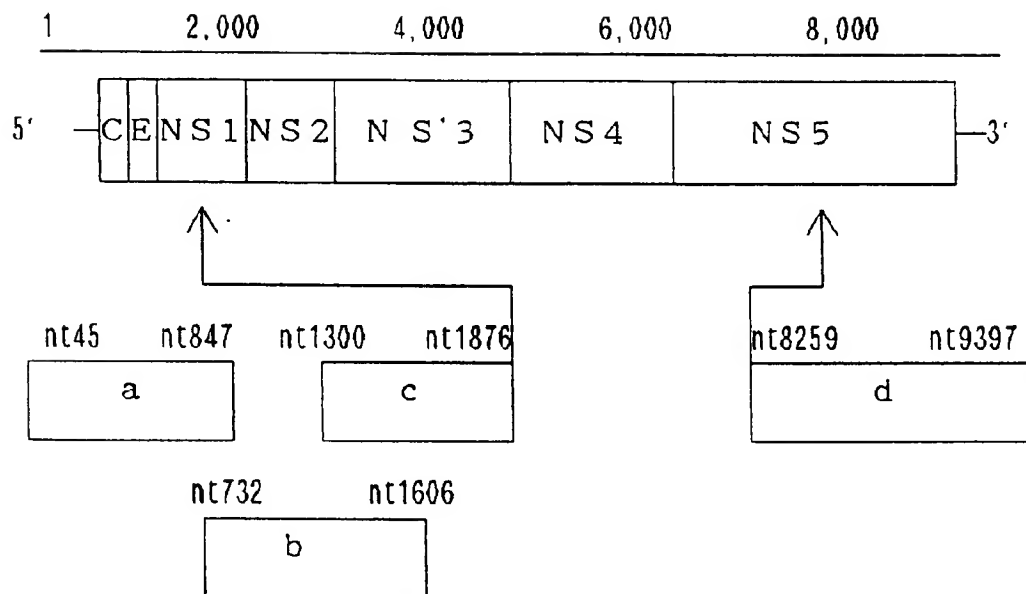 1 2,000 4,000 6,000 8,000
5' C E NS1 NS2 N S'3 NS4 NS5 3'
nt45 nt847 nt1300 nt1876 nt8259 nt9397
a c d
nt732 nt1606
b